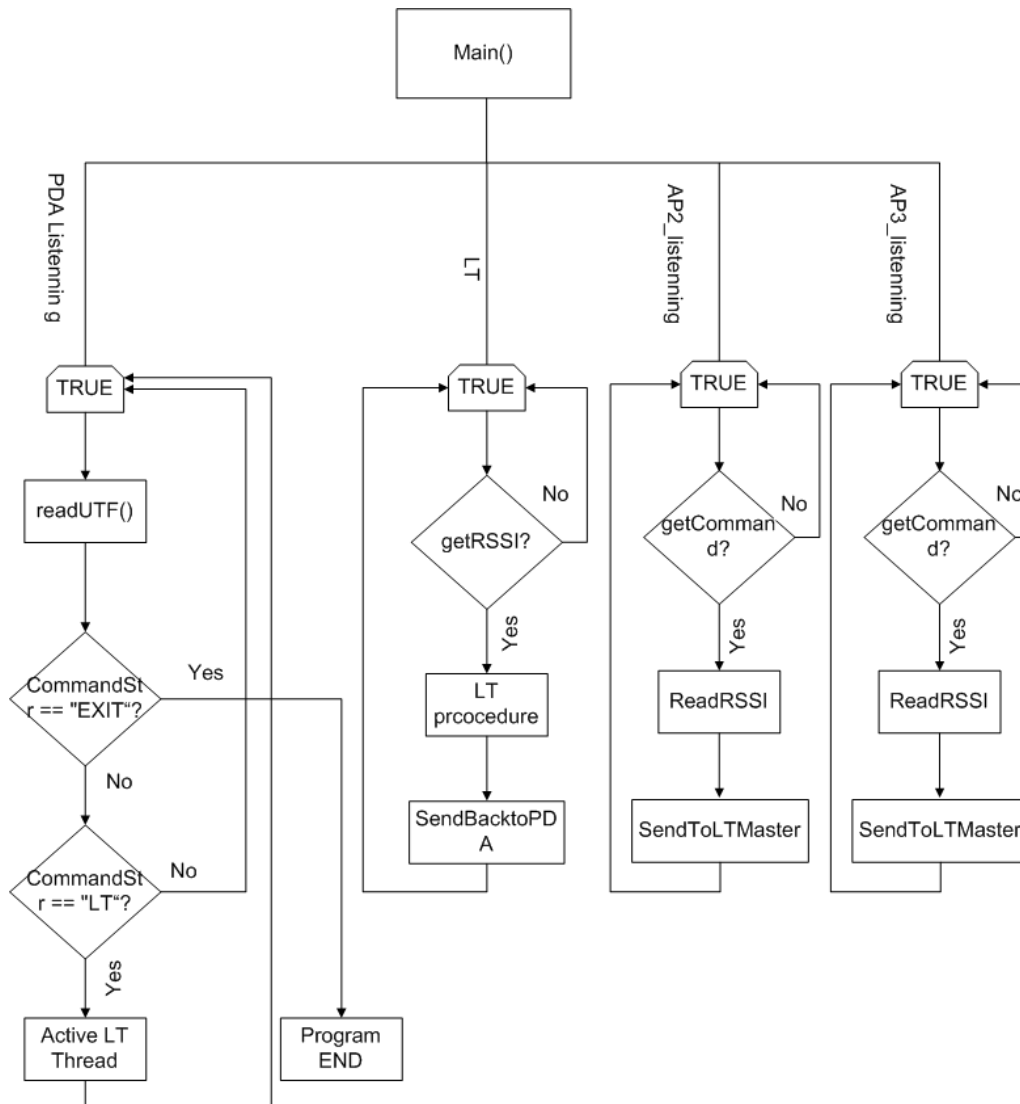 Main()
PDA Listennin g
LT
AP2_listenning
AP3_listenning
TRUE
TRUE
TRUE
TRUE
readUTF()
No
getRSSI?
No
getComman
d?
No
getComman
d?
Yes
Yes
Yes
CommandSt
r == "EXIT“?
Yes
LT
prcocedure
ReadRSSI
ReadRSSI
No
SendBacktoPD
A
SendToLTMaster
SendToLTMaster
CommandSt
r == "LT“?
No
Yes
Active LT
Thread
Program
END